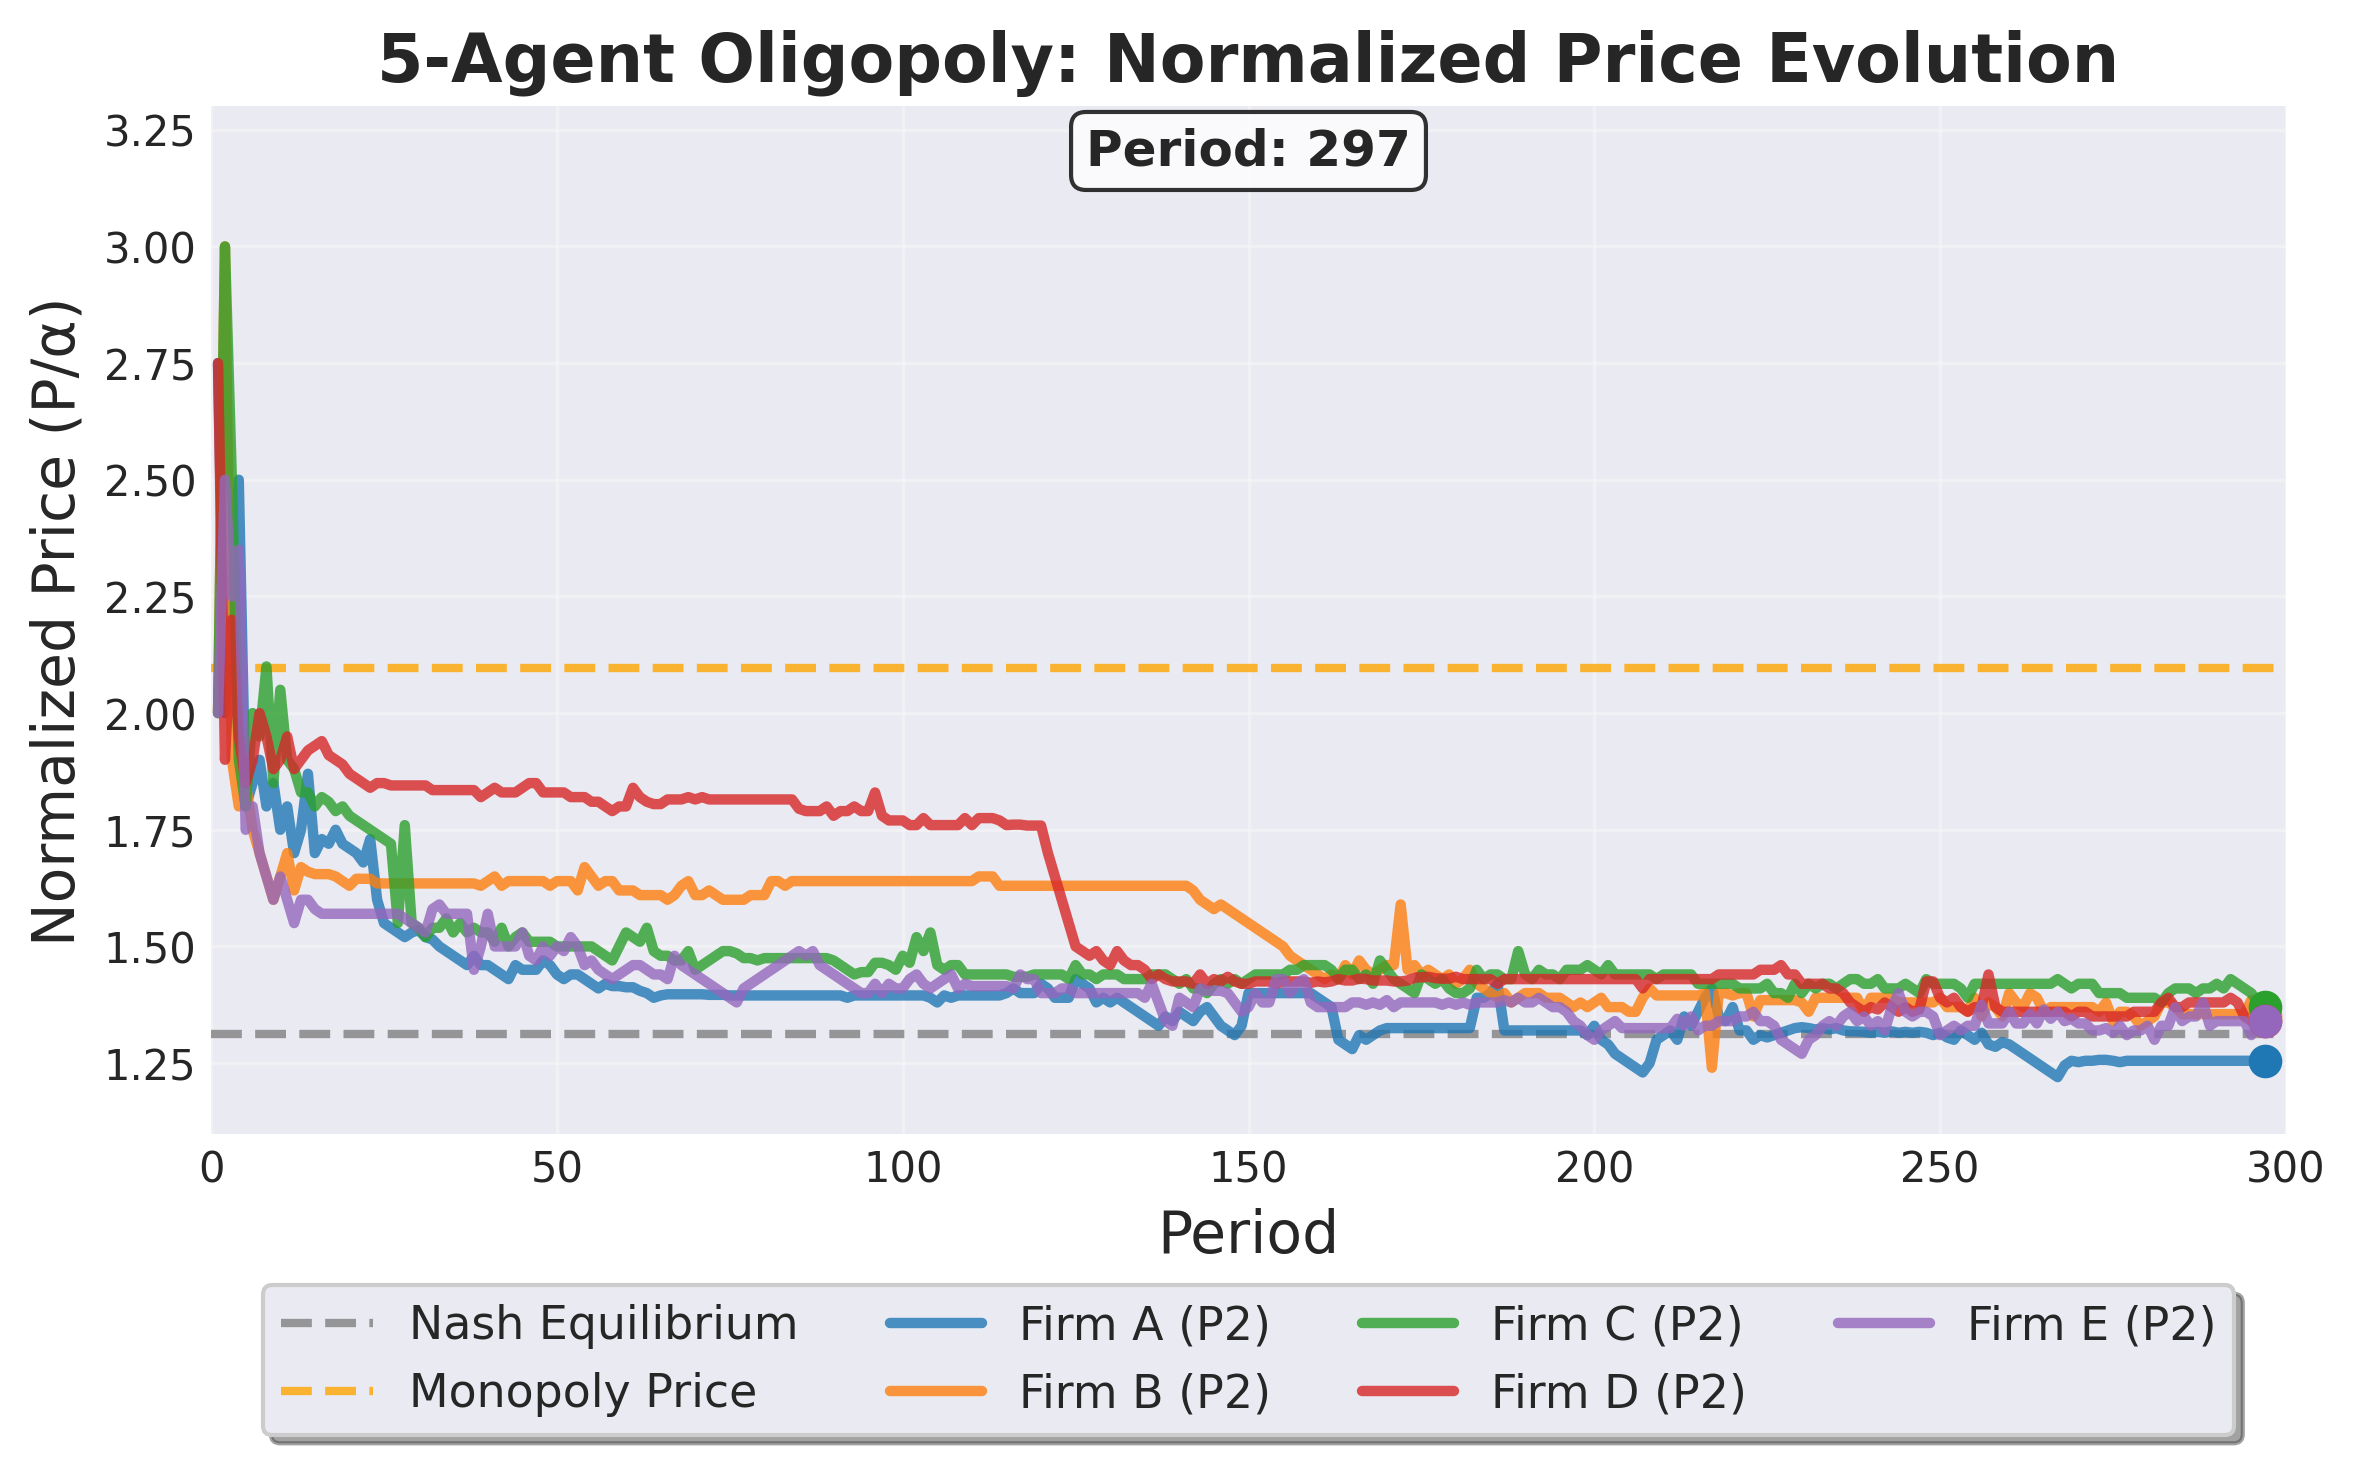 5-Agent Oligopoly: Normalized Price Evolution
Period: 297
Normalized Price (P/α)
3.25
3.00
2.75
2.50
2.25
2.00
1.75
1.50
1.25
0 50 100 150 200 250 300
Period
Nash Equilibrium Firm A (P2) Firm C (P2) Firm E (P2)
Monopoly Price Firm B (P2) Firm D (P2)